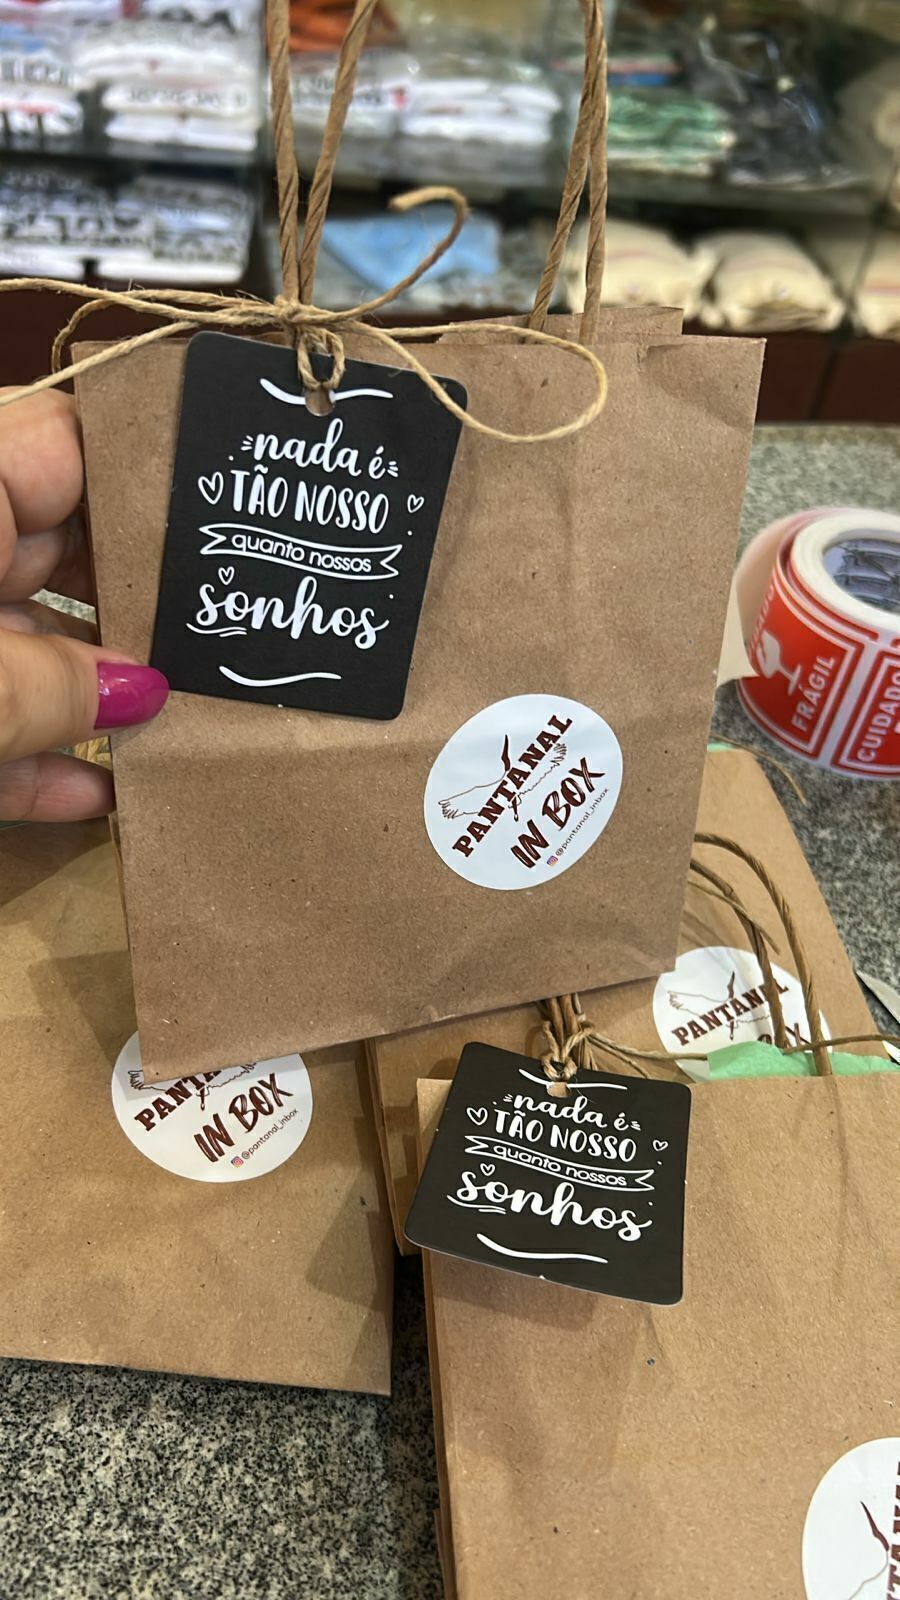 nada é
TÃO NOSSO
quanto nossos
sonhos
PANTANAL
IN BOX
@pantanal_inbox
FRÁGIL
CUIDADO
PANTANAL
IN BOX
@pantanal_inbox
nada é
TÃO NOSSO
quanto nossos
sonhos